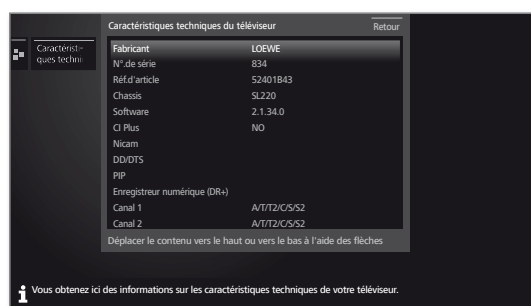 Caractéristiques techniques du téléviseur Retour
Caractéristi-
ques techni
Fabricant LOEWE
N°.de série 834
Réf.d'article 52401B43
Chassis SL220
Software 2.1.34.0
CI Plus NO
Nicam
DD/DTS
PIP
Enregistreur numérique (DR+)
Canal 1 A/T/T2/C/S/S2
Canal 2 A/T/T2/C/S/S2
Déplacer le contenu vers le haut ou vers le bas à l'aide des flèches
i Vous obtenez ici des informations sur les caractéristiques techniques de votre téléviseur.